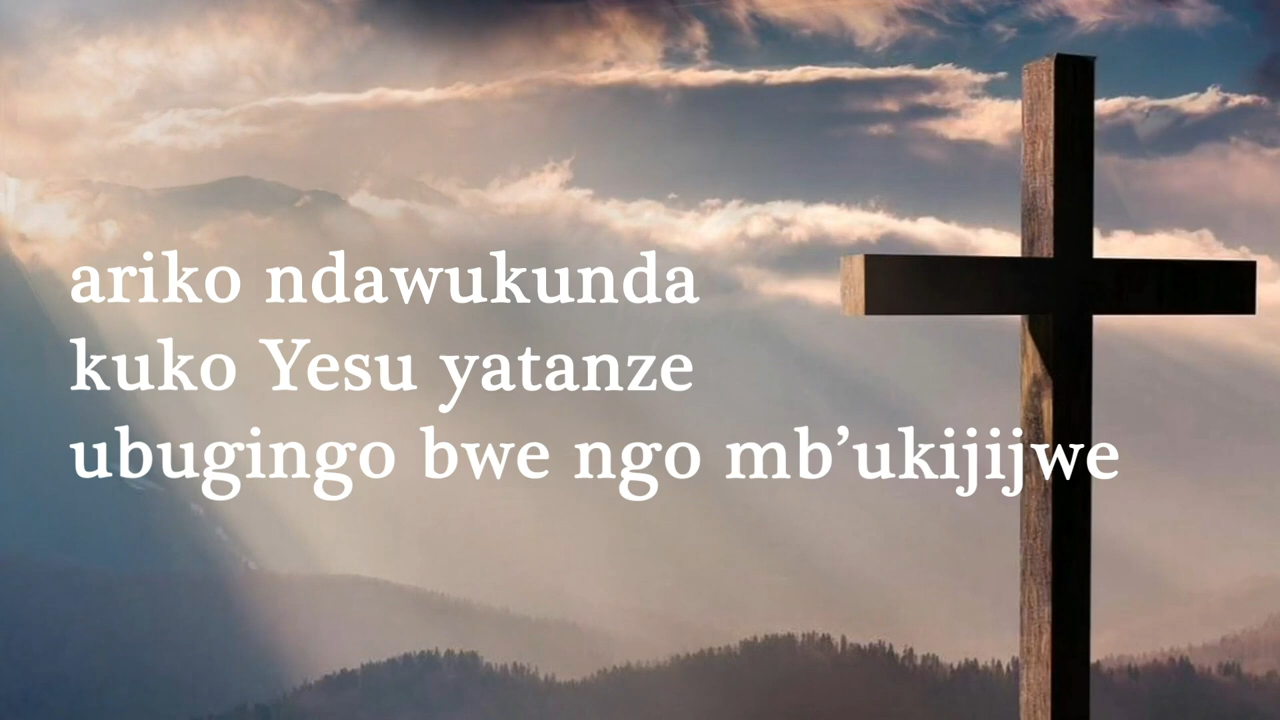 ariko ndawukunda
kuko Yesu yatanze
ubugingo bwe ngo mb’ukijijwe